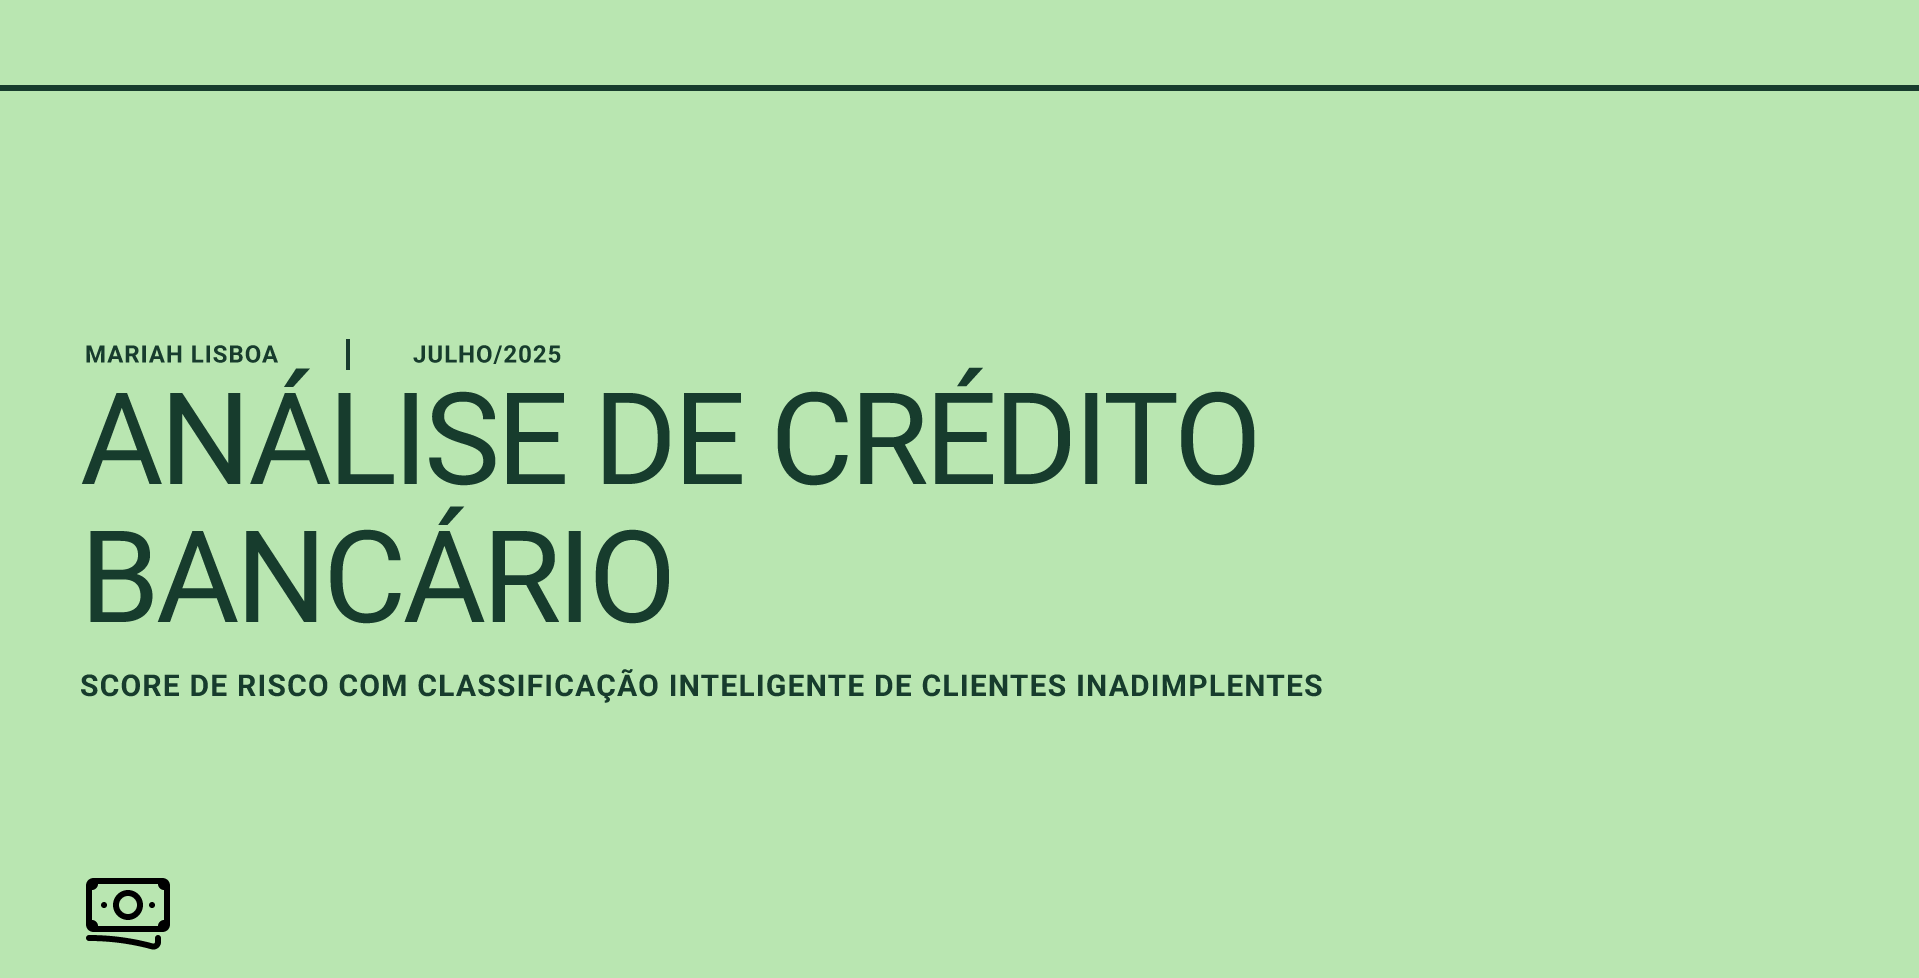 MARIAH LISBOA | JULHO/2025
ANÁLISE DE CRÉDITO
BANCÁRIO
SCORE DE RISCO COM CLASSIFICAÇÃO INTELIGENTE DE CLIENTES INADIMPLENTES